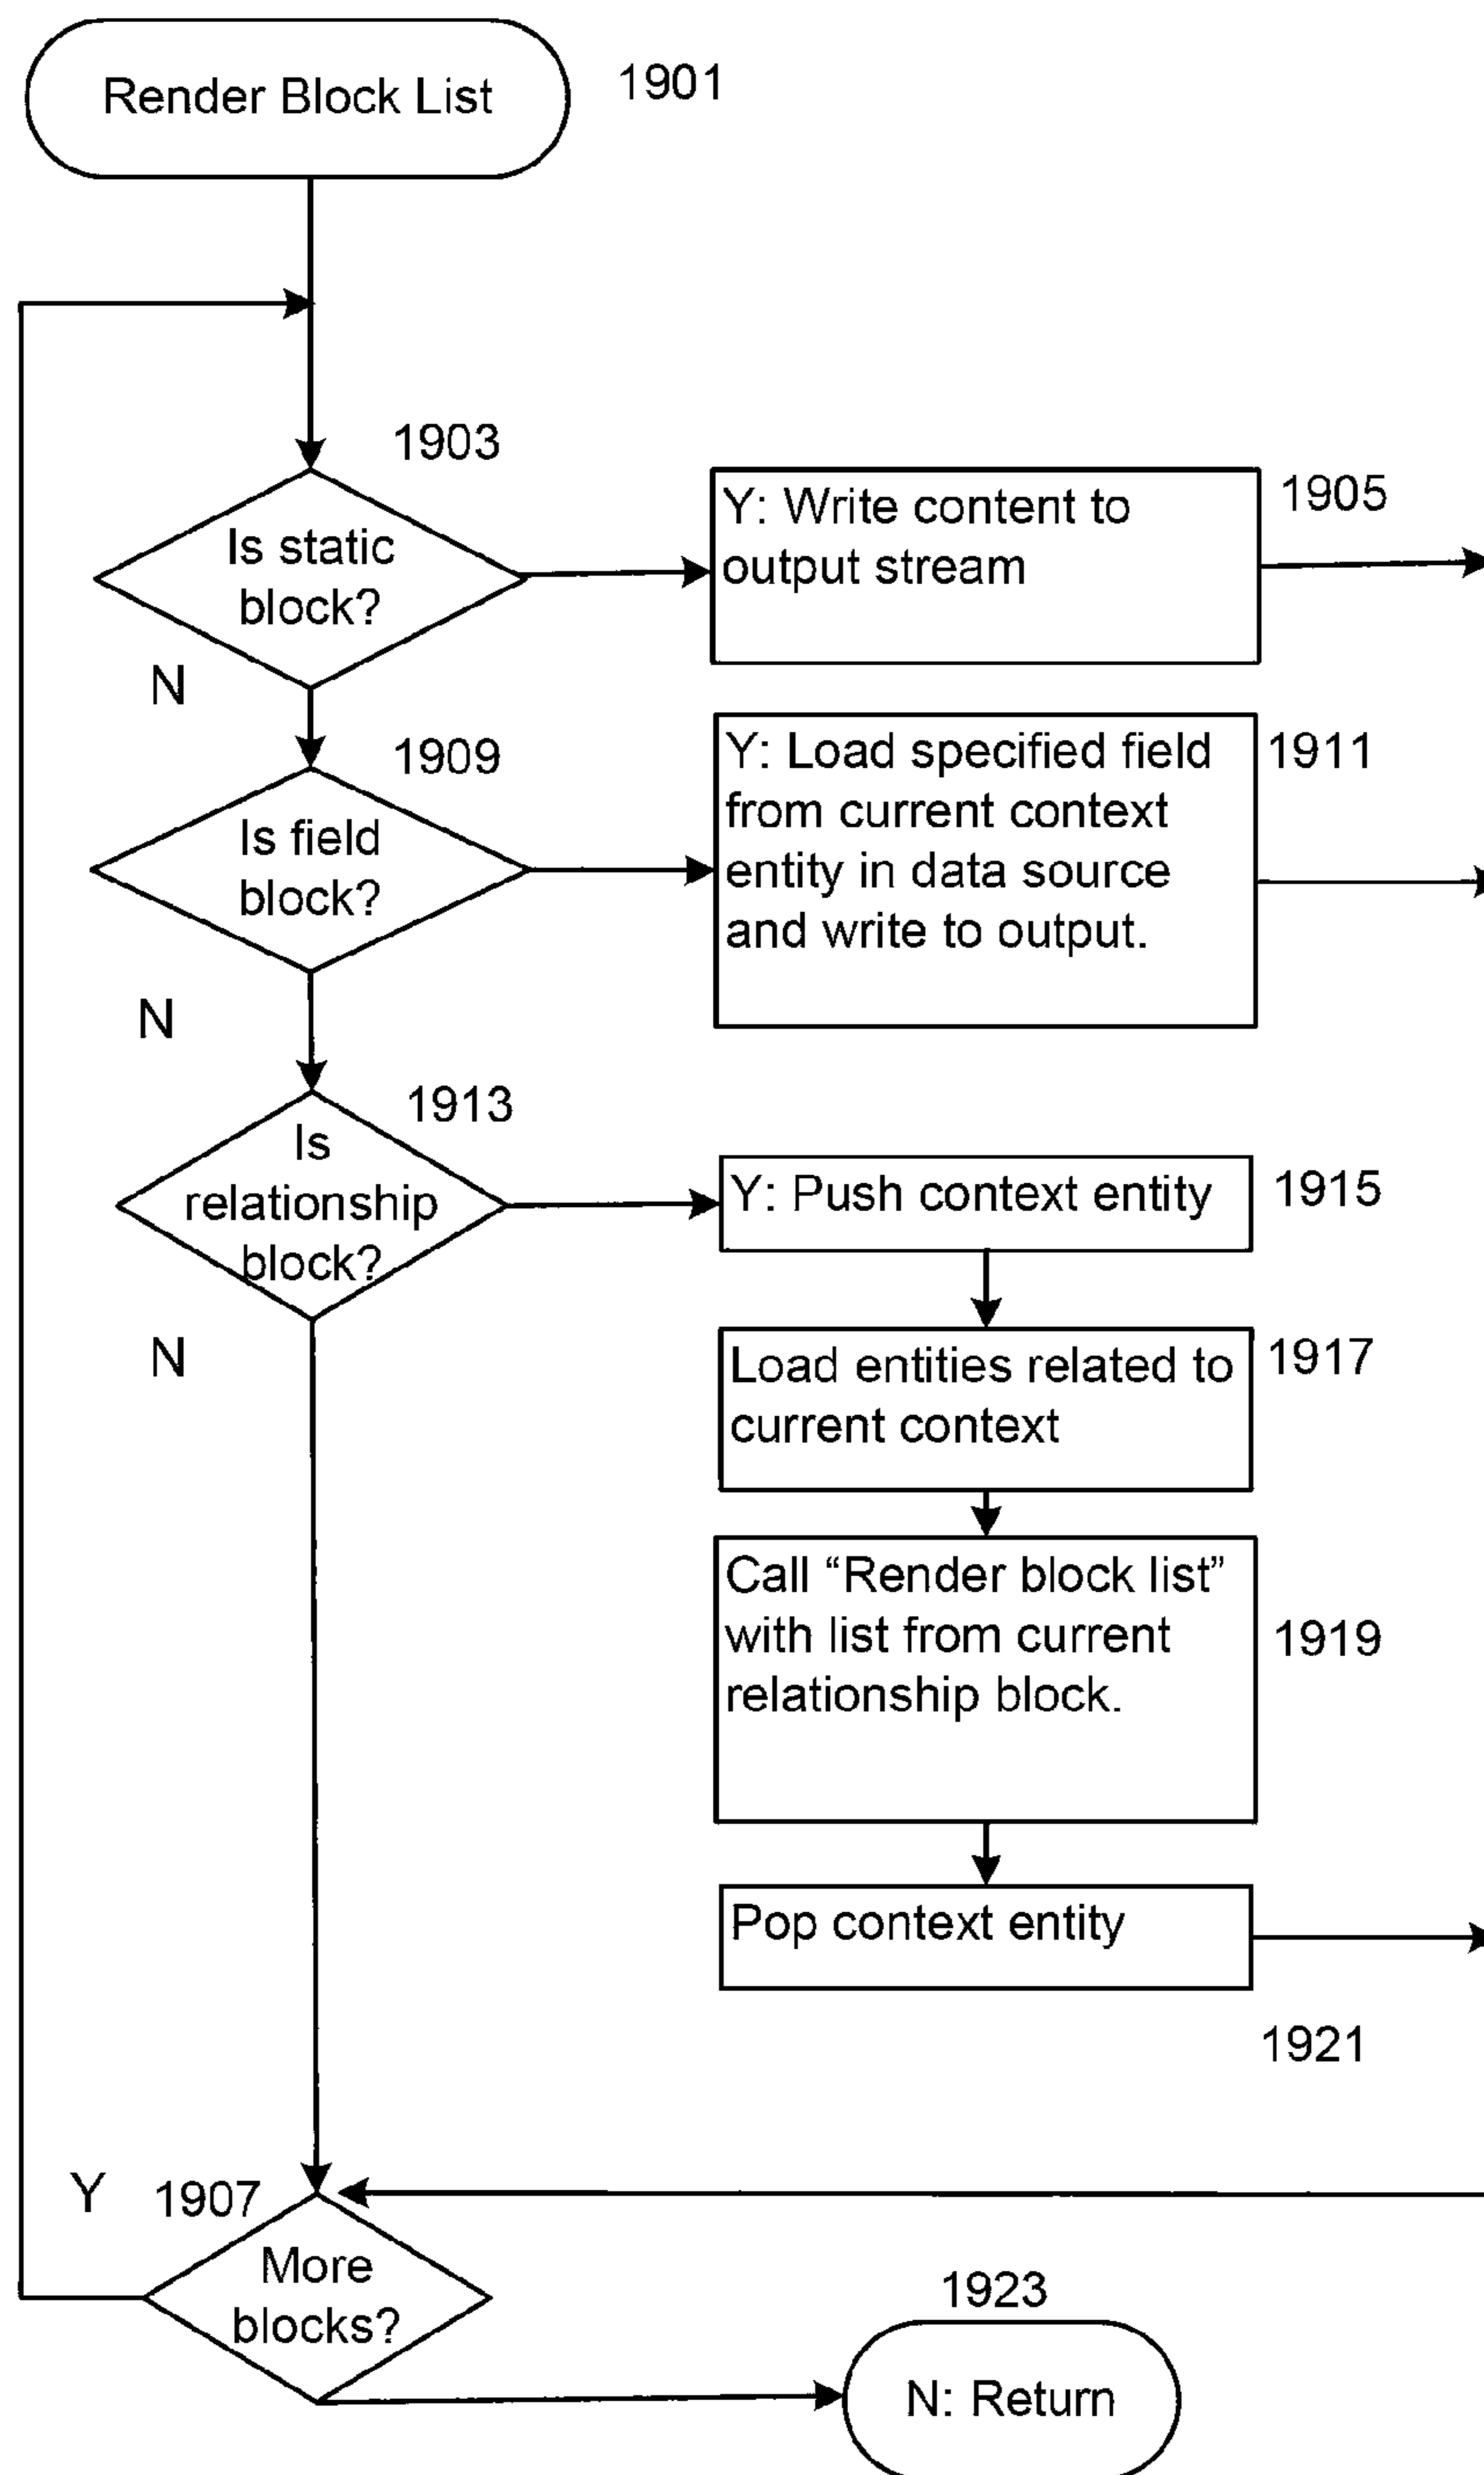 Render Block List
1901
1903
Is static
block?
Y: Write content to
output stream
1905
N
1909
Is field
block?
Y: Load specified field
from current context
entity in data source
and write to output.
1911
N
1913
Is
relationship
block?
Y: Push context entity
1915
N
Load entities related to
current context
1917
Call “Render block list”
with list from current
relationship block.
1919
Pop context entity
1921
Y
1907
More
blocks?
1923
N: Return